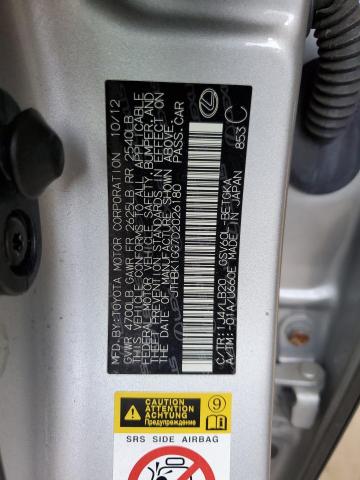 MFD.BY:TOYOTA MOTOR CORPORATION 10/12
GVWR 4700LB GAWR FR 2295LB RR 2540LB
THIS VEHICLE CONFORMS TO ALL APPLICABLE
FEDERAL MOTOR VEHICLE SAFETY, BUMPER, AND
THEFT PREVENTION STANDARDS IN EFFECT ON
THE DATE OF MANUFACTURE SHOWN ABOVE.
JTHBK1GG702026180 PASS.CAR
C/TR:1J4/LB20 GSV60L-BETGKA
A/TM:-01A/U660E MADE IN JAPAN
853 C
CAUTION
ATTENTION
ACHTUNG
Предупреждение
9
SRS SIDE AIRBAG